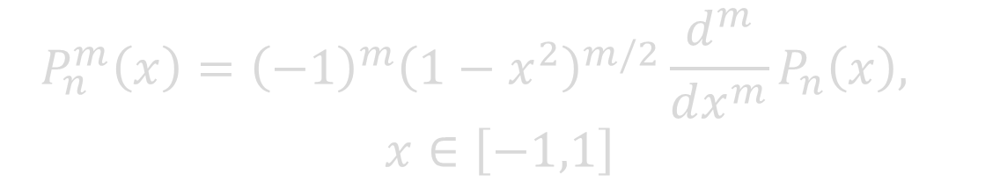 P_n^m(x) = (−1)^m(1 − x^2)^{m/2} \frac{d^m}{dx^m} P_n(x),
x ∈ [−1,1]